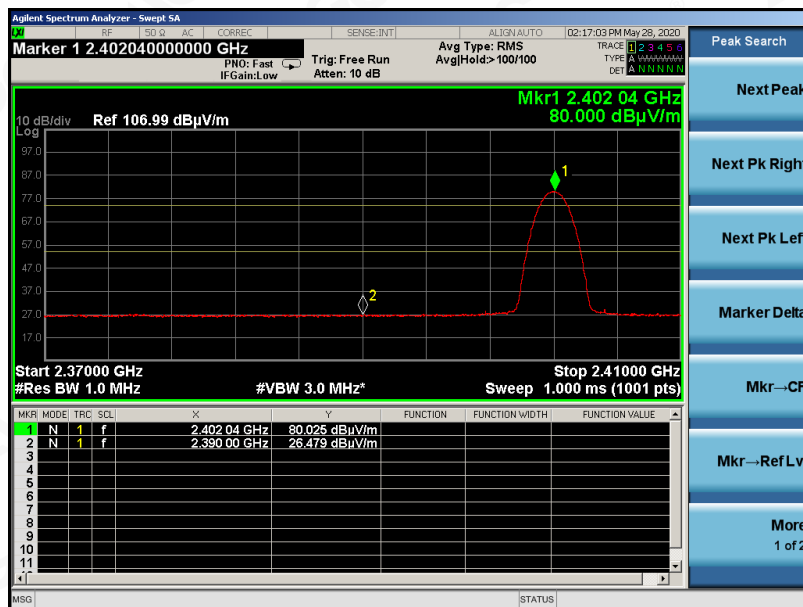 Agilent Spectrum Analyzer - Swept SA
LXI RF 50 Ω AC CORREC SENSE:INT ALIGN AUTO 02:17:03 PM May 28, 2020
Marker 1 2.402040000000 GHz
PNO: Fast
IFGain:Low
Trig: Free Run
Atten: 10 dB
Avg Type: RMS
Avg|Hold:>100/100
TRACE 1 2 3 4 5 6
TYPE A WWWWW
DET A N N N N N
Mkr1 2.402 04 GHz
80.000 dBµV/m
10 dB/div Ref 106.99 dBµV/m
Log
97.0
87.0
77.0
67.0
57.0
47.0
37.0
27.0
17.0
1
2
Start 2.37000 GHz Stop 2.41000 GHz
#Res BW 1.0 MHz #VBW 3.0 MHz* Sweep 1.000 ms (1001 pts)
MKR MODE TRC SCL X Y FUNCTION FUNCTION WIDTH FUNCTION VALUE
1 N 1 f 2.402 04 GHz 80.025 dBµV/m
2 N 1 f 2.390 00 GHz 26.479 dBµV/m
3
4
5
6
7
8
9
10
11
MSG STATUS
Peak Search
Next Peak
Next Pk Right
Next Pk Left
Marker Delta
Mkr→CF
Mkr→Ref Lv
More
1 of 2